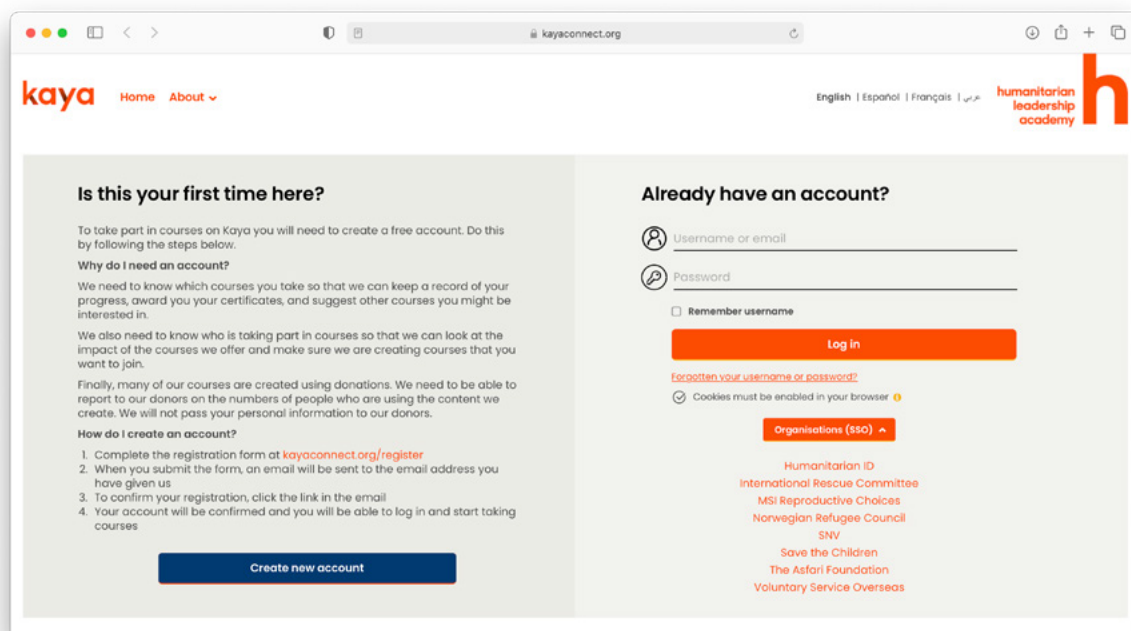 kayaconnect.org
kaya
Home About
English | Español | Français | عربي
humanitarian
leadership
academy
h
Is this your first time here?
To take part in courses on Kaya you will need to create a free account. Do this
by following the steps below.
Why do I need an account?
We need to know which courses you take so that we can keep a record of your
progress, award you your certificates, and suggest other courses you might be
interested in.
We also need to know who is taking part in courses so that we can look at the
impact of the courses we offer and make sure we are creating courses that you
want to join.
Finally, many of our courses are created using donations. We need to be able to
report to our donors on the numbers of people who are using the content we
create. We will not pass your personal information to our donors.
How do I create an account?
1. Complete the registration form at kayaconnect.org/register
2. When you submit the form, an email will be sent to the email address you
have given us
3. To confirm your registration, click the link in the email
4. Your account will be confirmed and you will be able to log in and start taking
courses
Create new account
Already have an account?
Username or email
Password
Remember username
Log in
Forgotten your username or password?
Cookies must be enabled in your browser
Organisations (SSO)
Humanitarian ID
International Rescue Committee
MSI Reproductive Choices
Norwegian Refugee Council
SNV
Save the Children
The Asfari Foundation
Voluntary Service Overseas